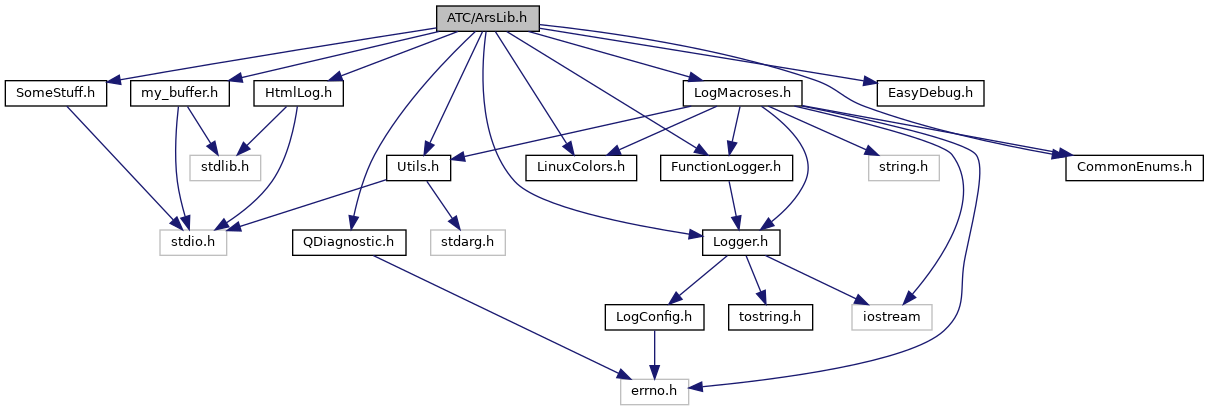 ATC/ArsLib.h
SomeStuff.h
my_buffer.h
HtmlLog.h
LogMacroses.h
EasyDebug.h
stdlib.h
Utils.h
LinuxColors.h
FunctionLogger.h
string.h
CommonEnums.h
stdio.h
QDiagnostic.h
stdarg.h
Logger.h
LogConfig.h
tostring.h
iostream
errno.h